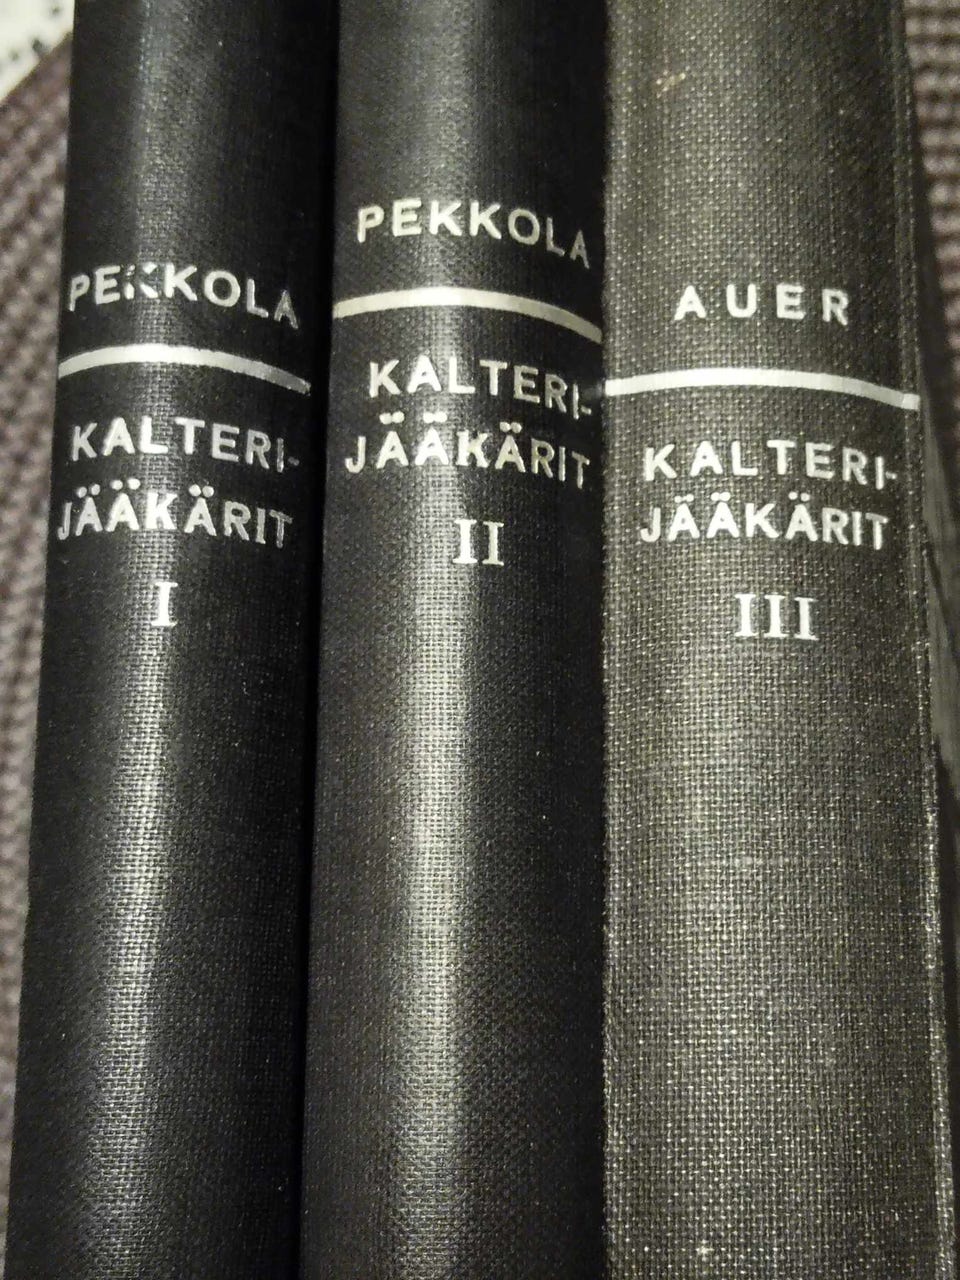 PEKKOLA
KALTERI-
JÄÄKÄRIT
I
PEKKOLA
KALTERI-
JÄÄKÄRIT
II
AUER
KALTERI-
JÄÄKÄRIT
III